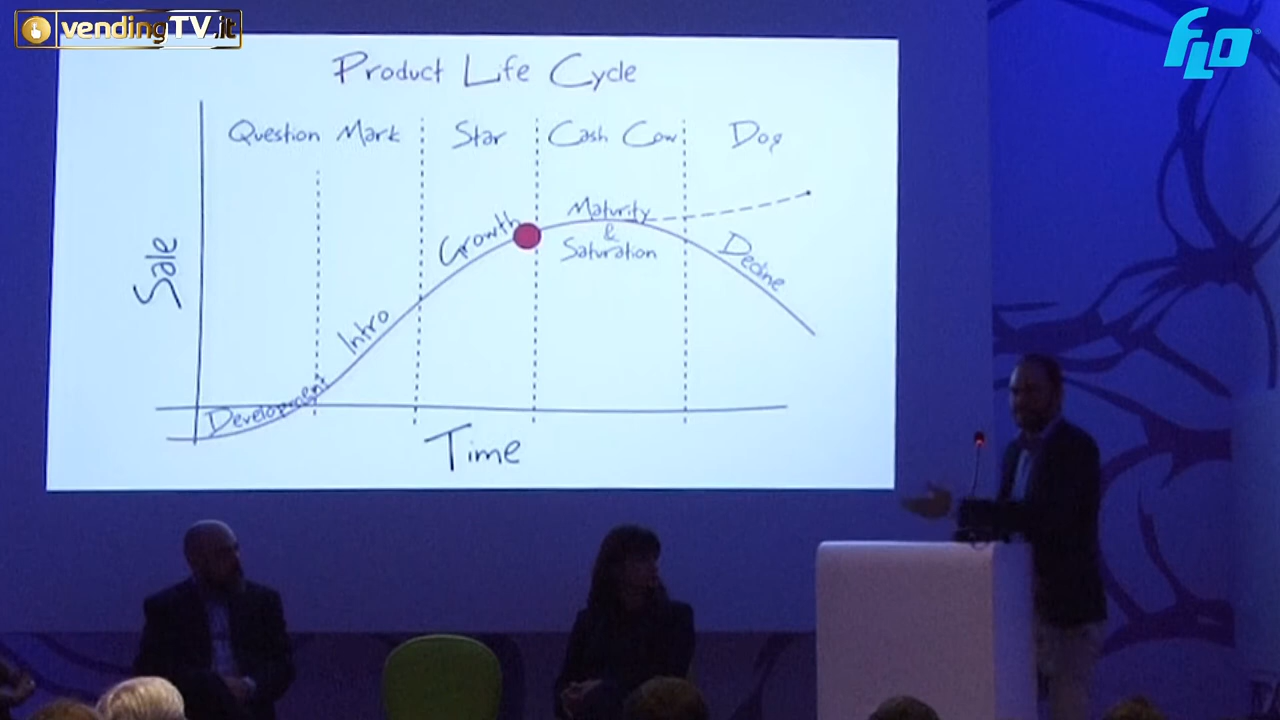 vendingTV.it
FLO
Product Life Cycle
Question Mark
Star
Cash Cow
Dog
Sale
Development
Intro
Growth
Maturity
&
Saturation
Decline
Time